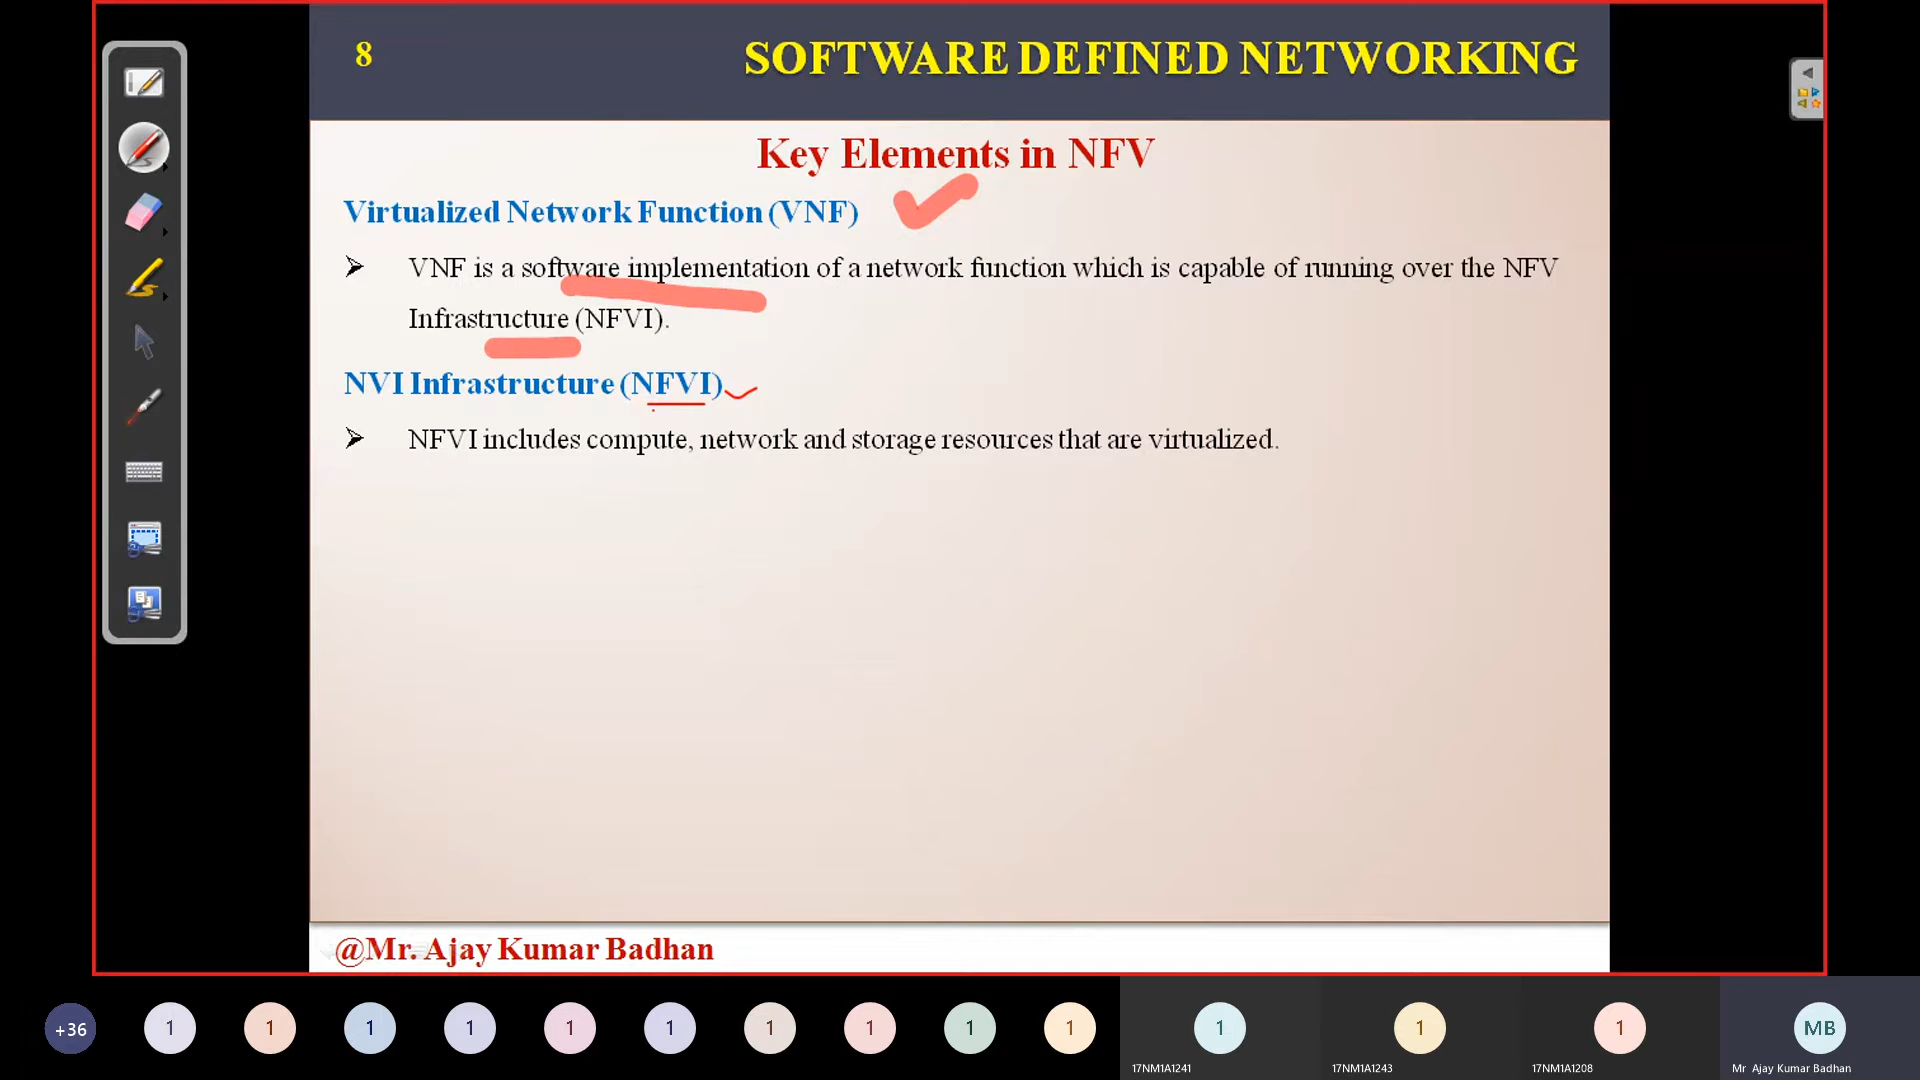 8
SOFTWARE DEFINED NETWORKING
Key Elements in NFV
Virtualized Network Function (VNF)
VNF is a software implementation of a network function which is capable of running over the NFV
Infrastructure (NFVI).
NVI Infrastructure (NFVI)
NFVI includes compute, network and storage resources that are virtualized.
@Mr. Ajay Kumar Badhan
+36 1 1 1 1 1 1 1 1 1 1 1 1 1 MB
17NM1A1241 17NM1A1243 17NM1A1208 Mr Ajay Kumar Badhan